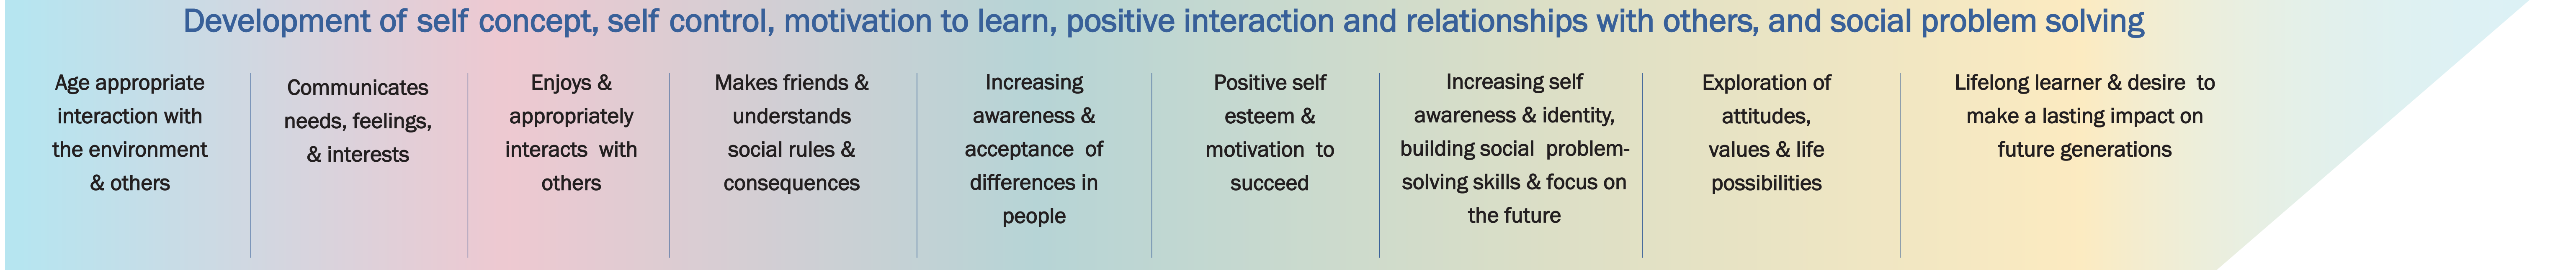 Development of self concept, self control, motivation to learn, positive interaction and relationships with others, and social problem solving
Age appropriate
interaction with
the environment
& others
Communicates
needs, feelings,
& interests
Enjoys &
appropriately
interacts with
others
Makes friends &
understands
social rules &
consequences
Increasing
awareness &
acceptance of
differences in
people
Positive self
esteem &
motivation to
succeed
Increasing self
awareness & identity,
building social problem-
solving skills & focus on
the future
Exploration of
attitudes,
values & life
possibilities
Lifelong learner & desire to
make a lasting impact on
future generations